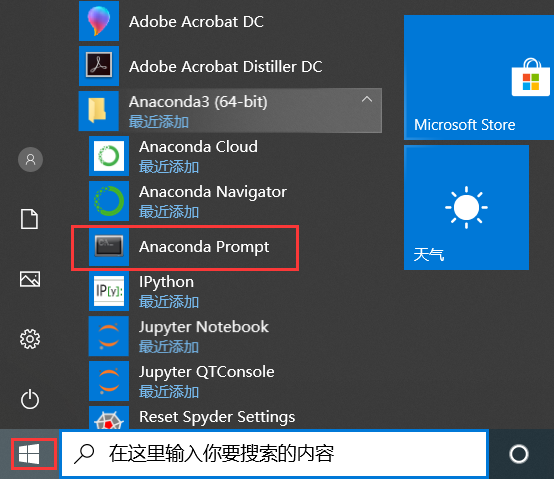 Adobe Acrobat DC
Adobe Acrobat Distiller DC
Anaconda3 (64-bit)
最近添加
Anaconda Cloud
最近添加
Anaconda Navigator
最近添加
Anaconda Prompt
IP[y]:
IPython
最近添加
Jupyter Notebook
最近添加
Jupyter QTConsole
最近添加
Reset Spyder Settings
Microsoft Store
天气
在这里输入你要搜索的内容